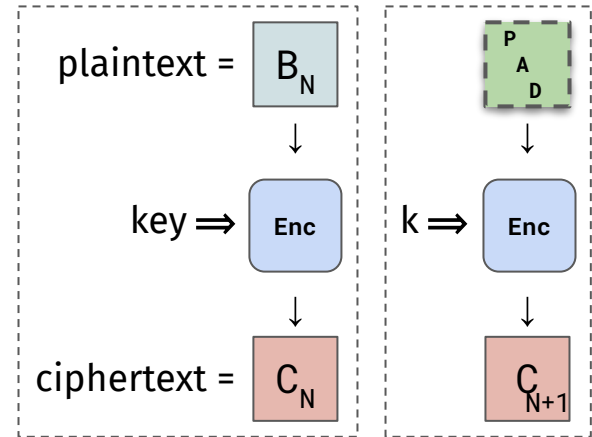 plaintext = B_N
P
A
D
↓ ↓
key ⇒ Enc
k ⇒ Enc
↓ ↓
ciphertext = C_N
C_N+1